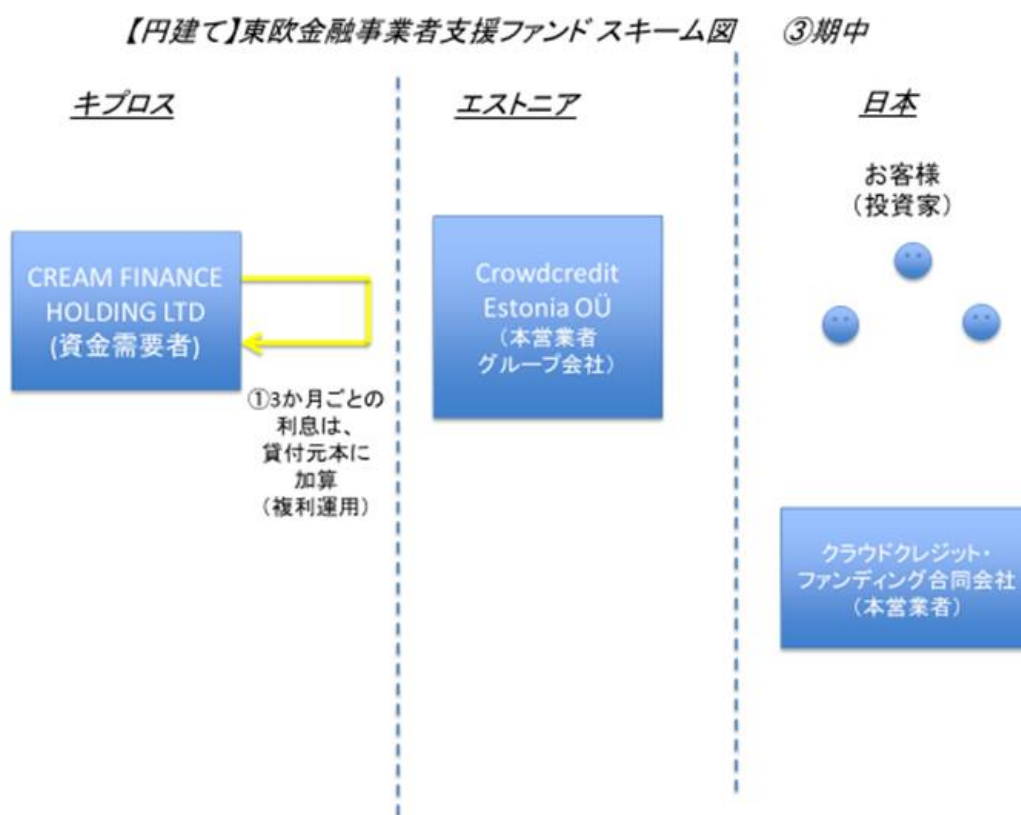 【円建て】東欧金融事業者支援ファンド スキーム図 ③期中
キプロス
エストニア
日本
お客様
（投資家）
CREAM FINANCE
HOLDING LTD
(資金需要者)
Crowdcredit
Estonia OÜ
（本営業者
グループ会社）
①3か月ごとの
利息は、
貸付元本に
加算
（複利運用）
クラウドクレジット・
ファンディング合同会社
（本営業者）